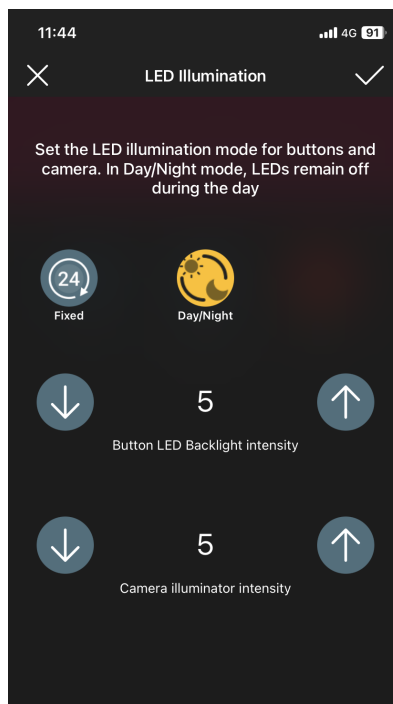 11:44
4G 91
LED Illumination
Set the LED illumination mode for buttons and
camera. In Day/Night mode, LEDs remain off
during the day
24
Fixed
Day/Night
5
Button LED Backlight intensity
5
Camera illuminator intensity